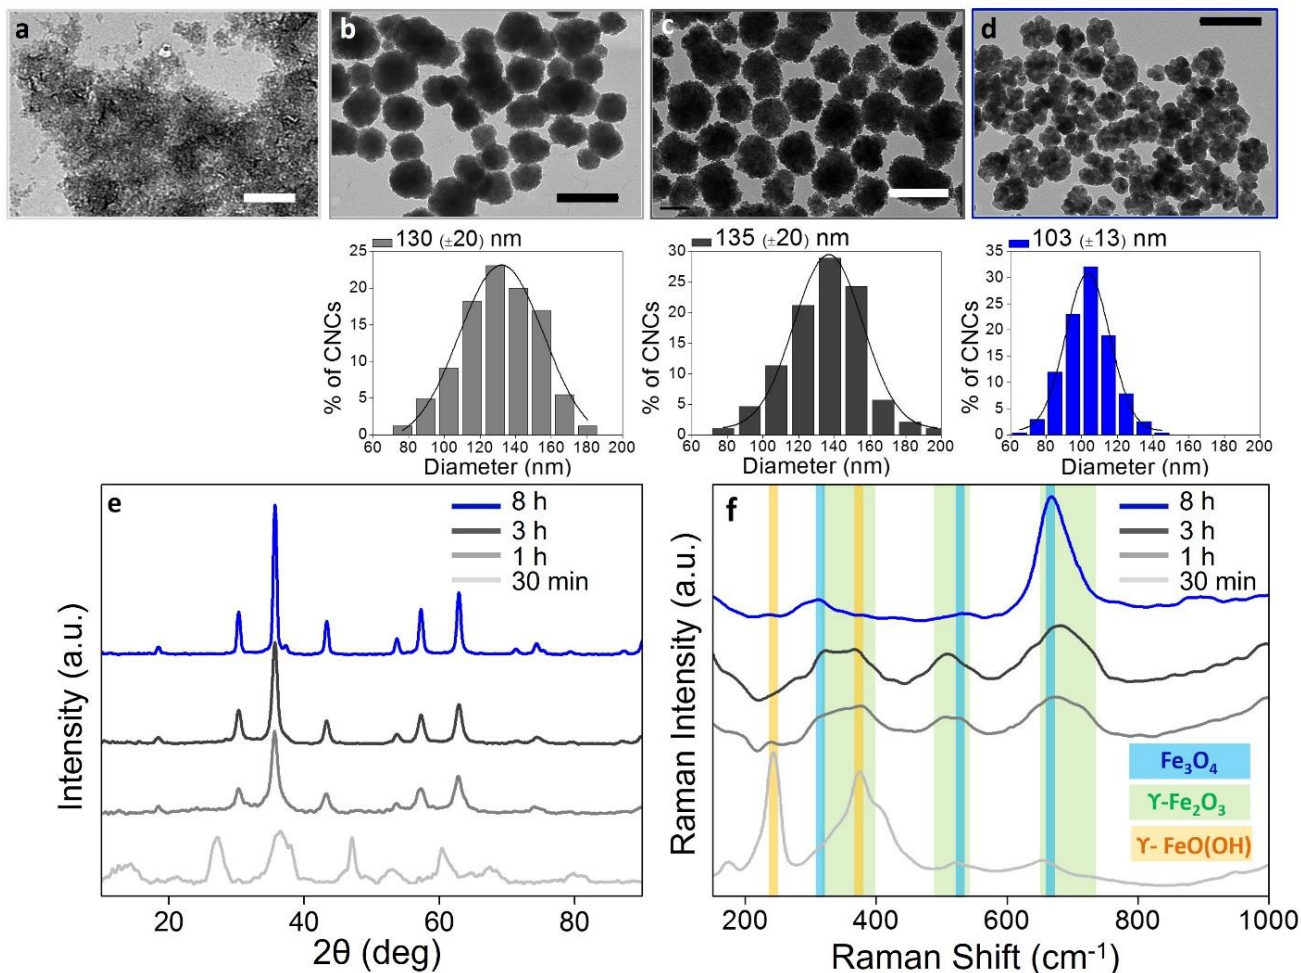 a
b
c
d
130 (±20) nm
135 (±20) nm
103 (±13) nm
% of CNCs
25
20
15
10
5
0
60 80 100 120 140 160 180 200
Diameter (nm)
% of CNCs
30
25
20
15
10
5
0
60 80 100 120 140 160 180 200
Diameter (nm)
% of CNCs
35
30
25
20
15
10
5
0
60 80 100 120 140 160 180 200
Diameter (nm)
e
8 h
3 h
1 h
30 min
Intensity (a.u.)
20 40 60 80
2θ (deg)
f
8 h
3 h
1 h
30 min
Fe₃O₄
ϒ-Fe₂O₃
ϒ- FeO(OH)
Raman Intensity (a.u.)
200 400 600 800 1000
Raman Shift (cm⁻¹)